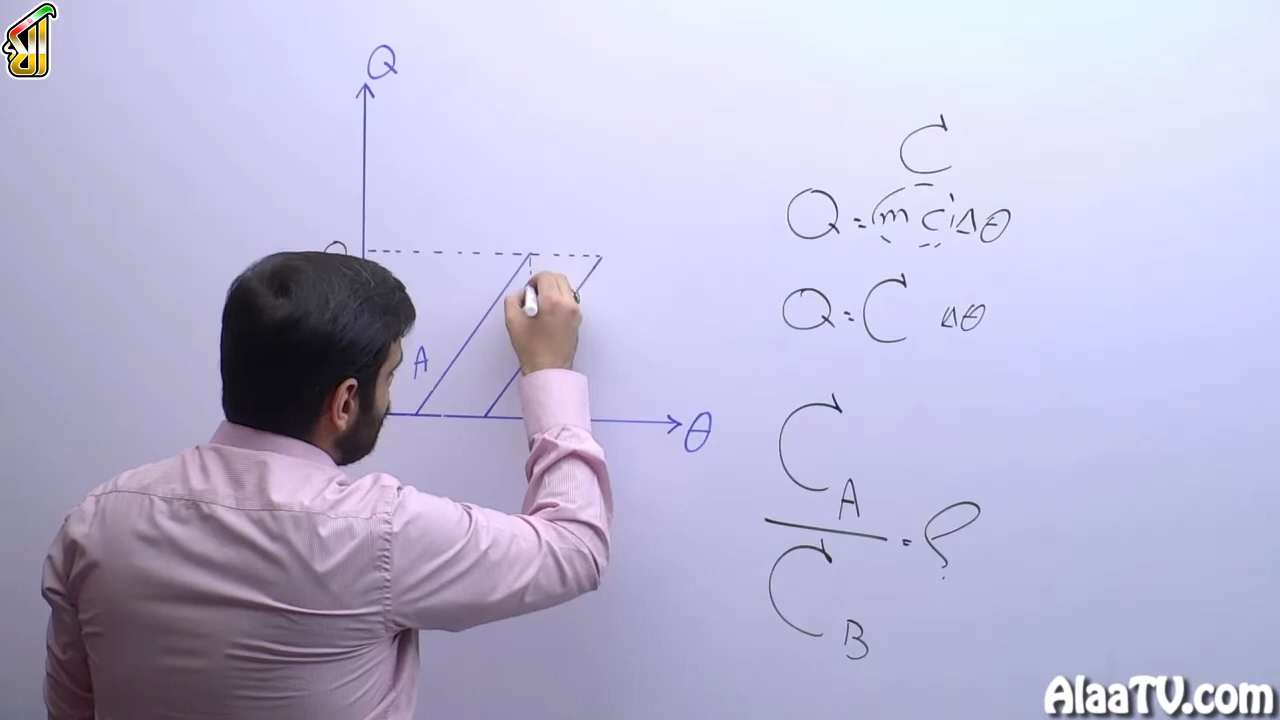 Q
A
θ
C
Q = m c Δθ
Q = C Δθ
C_A
C_B
= ?
AlaaTV.com